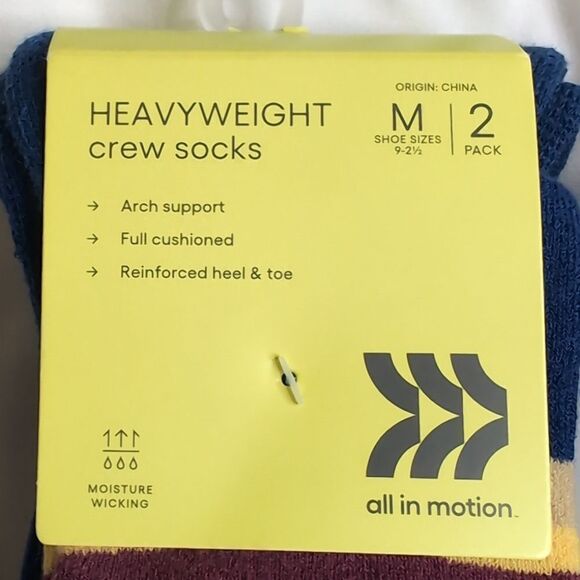 ORIGIN: CHINA
HEAVYWEIGHT
crew socks
M
SHOE SIZES
9-2½
2
PACK
→ Arch support
→ Full cushioned
→ Reinforced heel & toe
MOISTURE
WICKING
all in motion™